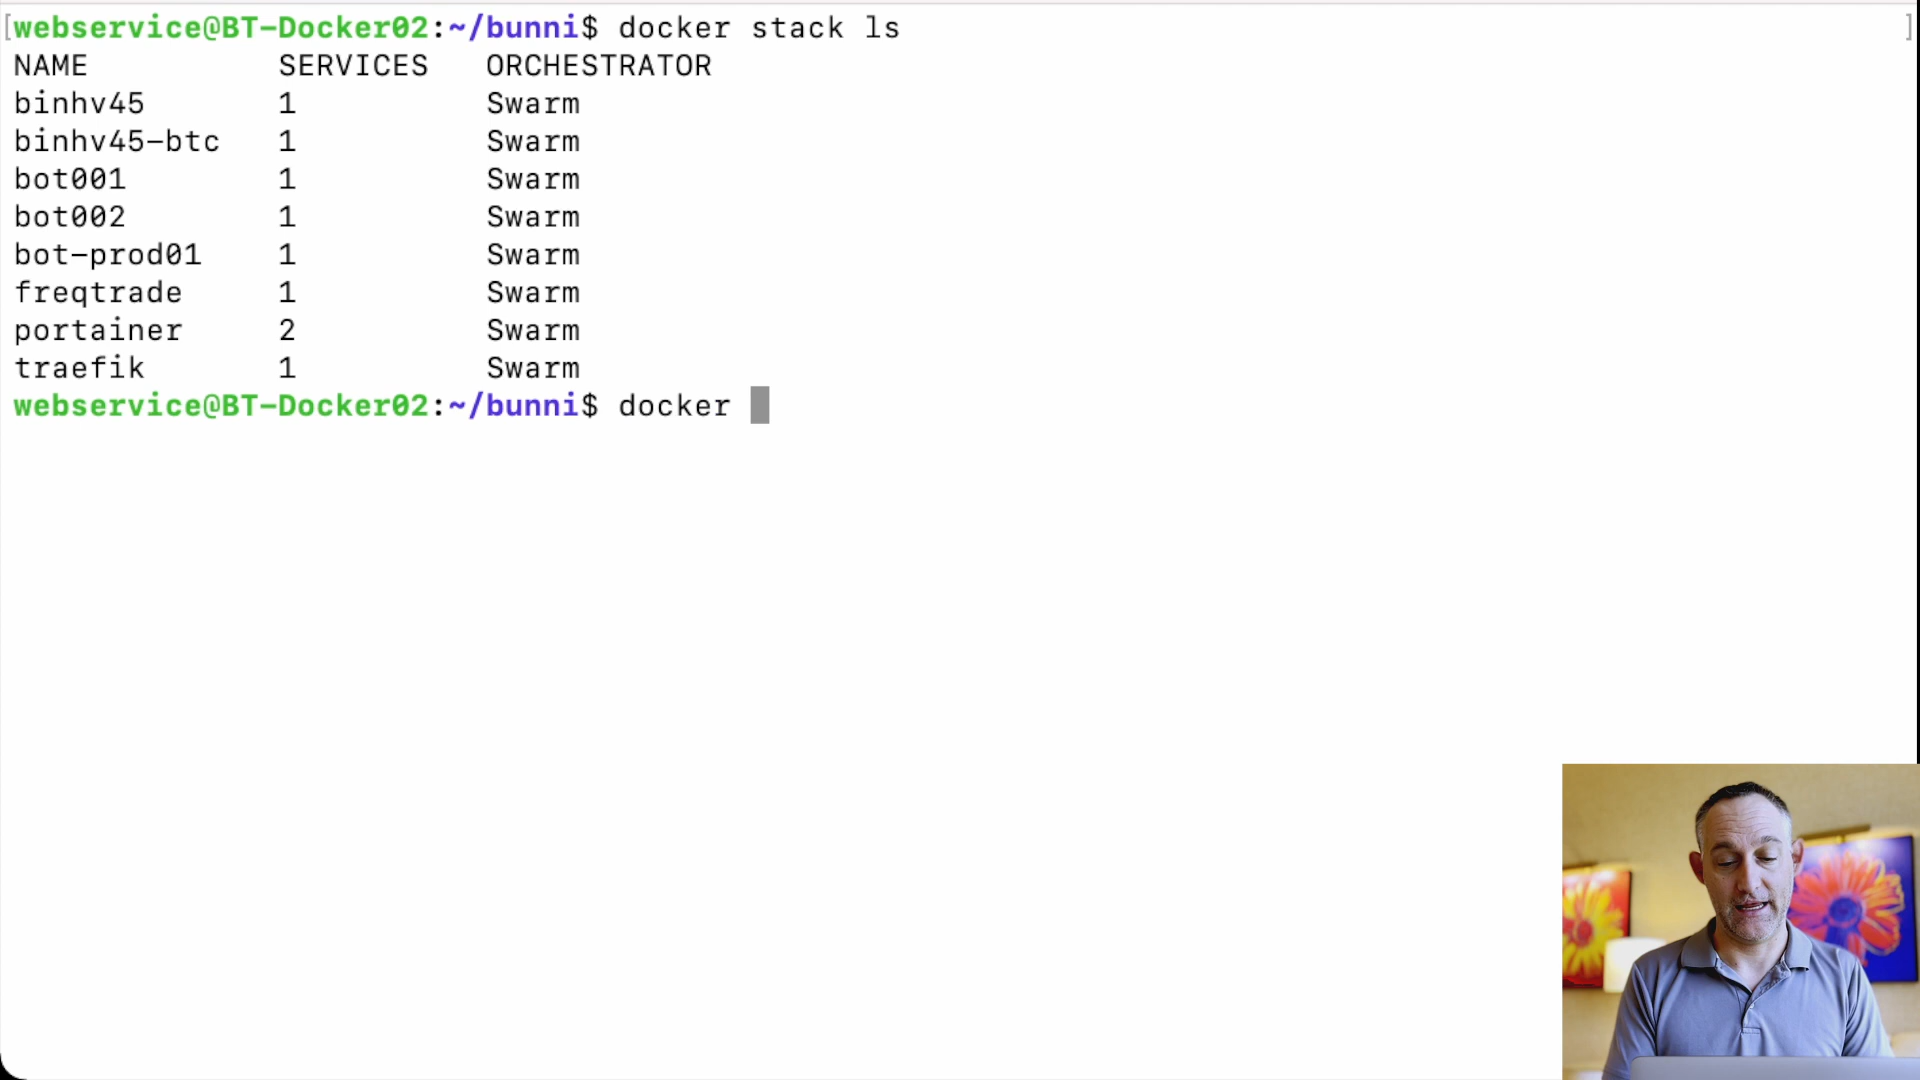 [webservice@BT-Docker02:~/bunni$ docker stack ls ]
NAME SERVICES ORCHESTRATOR
binhv45 1 Swarm
binhv45-btc 1 Swarm
bot001 1 Swarm
bot002 1 Swarm
bot-prod01 1 Swarm
freqtrade 1 Swarm
portainer 2 Swarm
traefik 1 Swarm
webservice@BT-Docker02:~/bunni$ docker